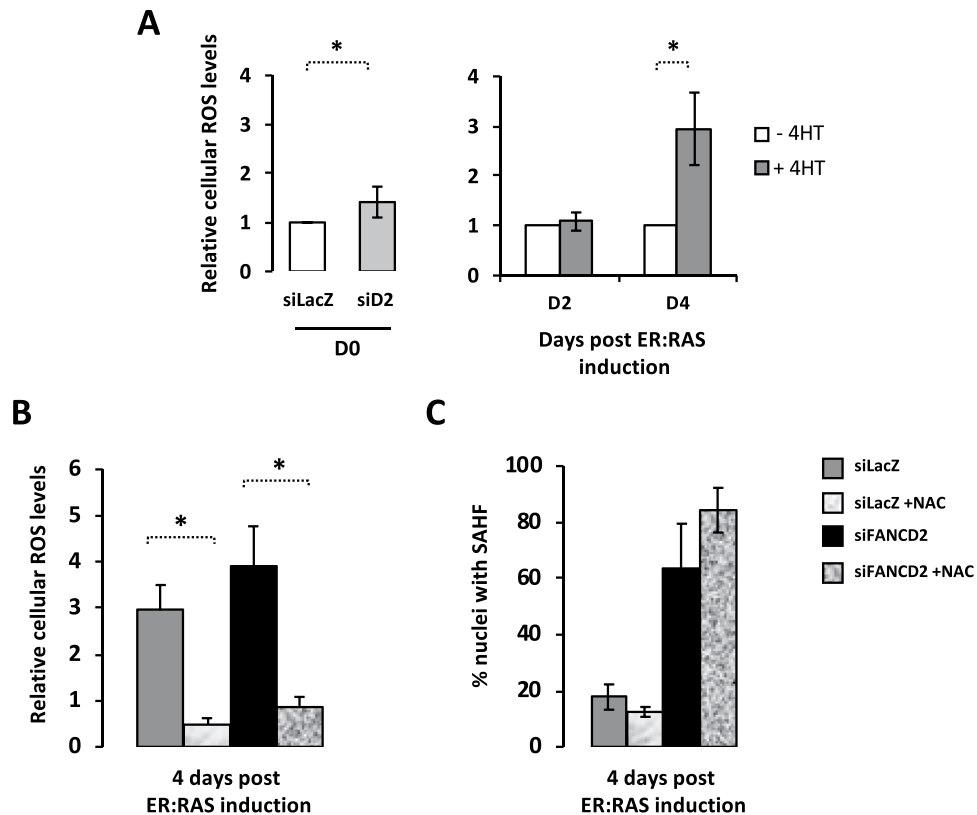 A
Relative cellular ROS levels
4
3
2
1
0
*
siLacZ siD2
D0
4
3
2
1
0
*
D2 D4
Days post ER:RAS
induction
- 4HT
+ 4HT
B
Relative cellular ROS levels
6
5
4
3
2
1
0
*
*
4 days post
ER:RAS induction
C
% nuclei with SAHF
100
80
60
40
20
0
4 days post
ER:RAS induction
siLacZ
siLacZ +NAC
siFANCD2
siFANCD2 +NAC